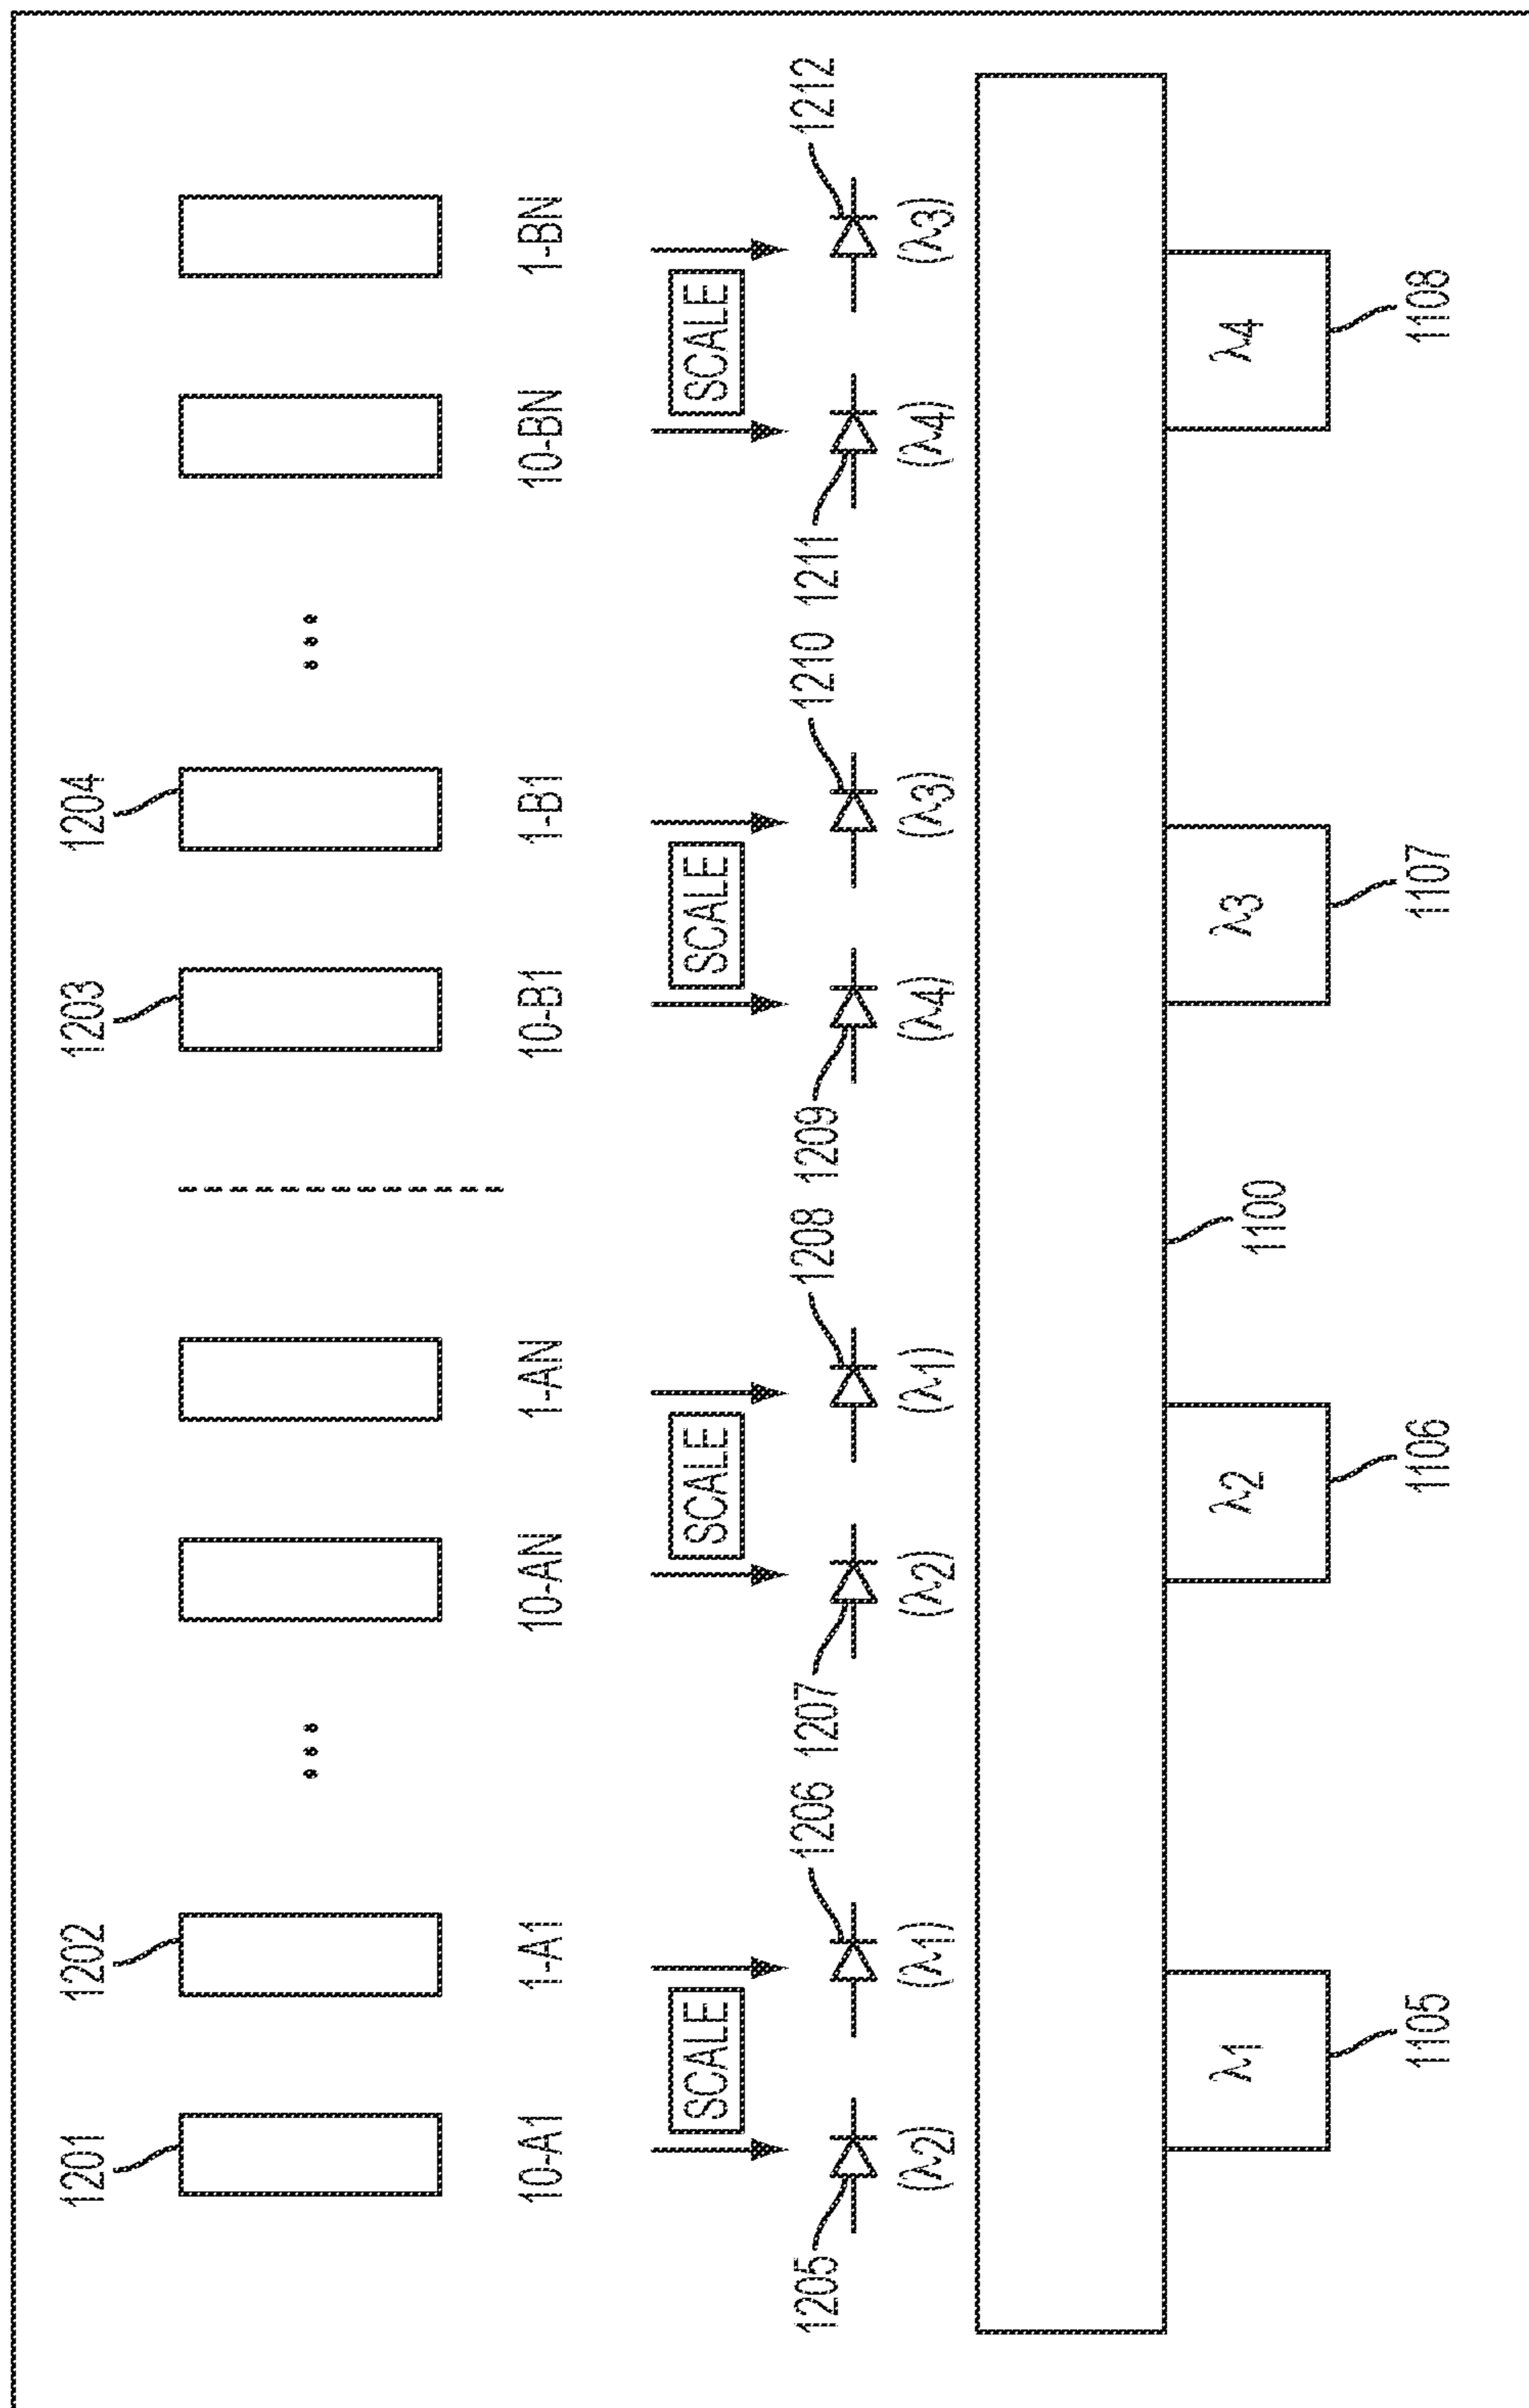 1201 1202 1203 1204
... ...
10-A1 1-A1 10-AN 1-AN 10-B1 1-B1 10-BN 1-BN
SCALE SCALE SCALE SCALE
1205 1206 1207 1208 1209 1210 1211 1212
(λ2) (λ1) (λ2) (λ1) (λ4) (λ3) (λ4) (λ3)
1100
λ1 λ2 λ3 λ4
1105 1106 1107 1108